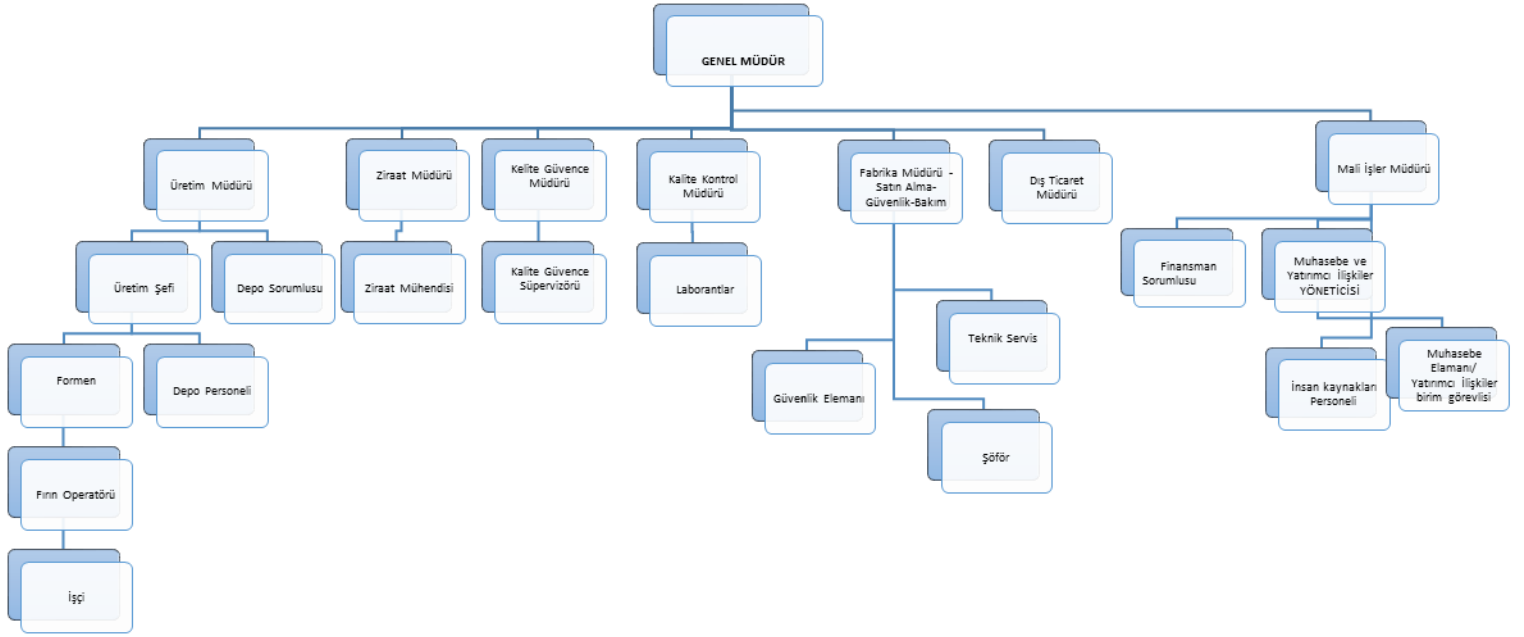 GENEL MÜDÜR
Üretim Müdürü
Ziraat Müdürü
Kelite Güvence
Müdürü
Kalite Kontrol
Müdürü
Fabrika Müdürü -
Satın Alma-
Güvenlik-Bakım
Dış Ticaret
Müdürü
Mali İşler Müdürü
Üretim Şefi
Depo Sorumlusu
Ziraat Mühendisi
Kalite Güvence
Süpervizörü
Laborantlar
Finansman
Sorumlusu
Muhasebe ve
Yatırımcı İlişkiler
YÖNETİCİSİ
Formen
Depo Personeli
Güvenlik Elemanı
Teknik Servis
İnsan kaynakları
Personeli
Muhasebe
Elamanı/
Yatırımcı İlişkiler
birim görevlisi
Fırın Operatörü
Şöför
İşçi